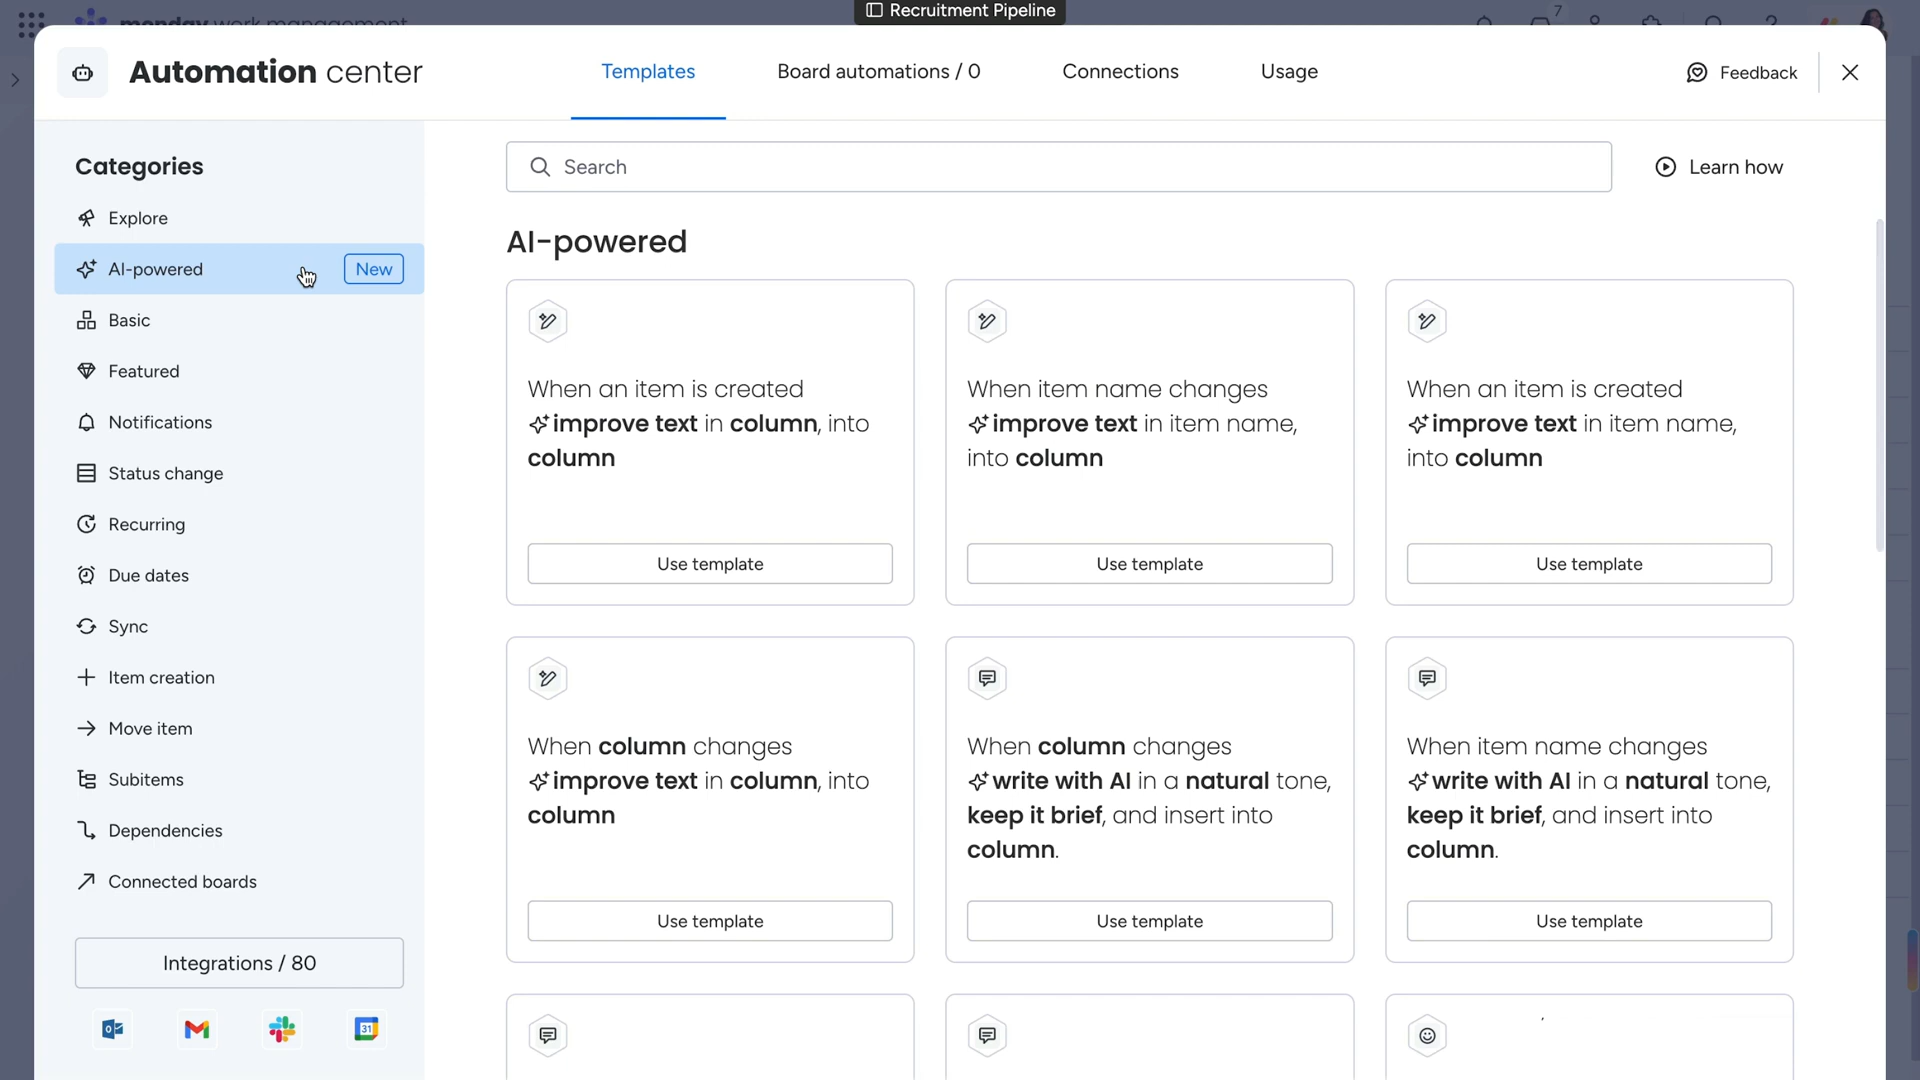 monday work management
Recruitment Pipeline
7
Automation center
Templates
Board automations / 0
Connections
Usage
Feedback
Categories
Explore
AI-powered
New
Basic
Featured
Notifications
Status change
Recurring
Due dates
Sync
Item creation
Move item
Subitems
Dependencies
Connected boards
Integrations / 80
31
Search
Learn how
AI-powered
When an item is created
improve text in column, into
column
Use template
When item name changes
improve text in item name,
into column
Use template
When an item is created
improve text in item name,
into column
Use template
When column changes
improve text in column, into
column
Use template
When column changes
write with AI in a natural tone,
keep it brief, and insert into
column.
Use template
When item name changes
write with AI in a natural tone,
keep it brief, and insert into
column.
Use template